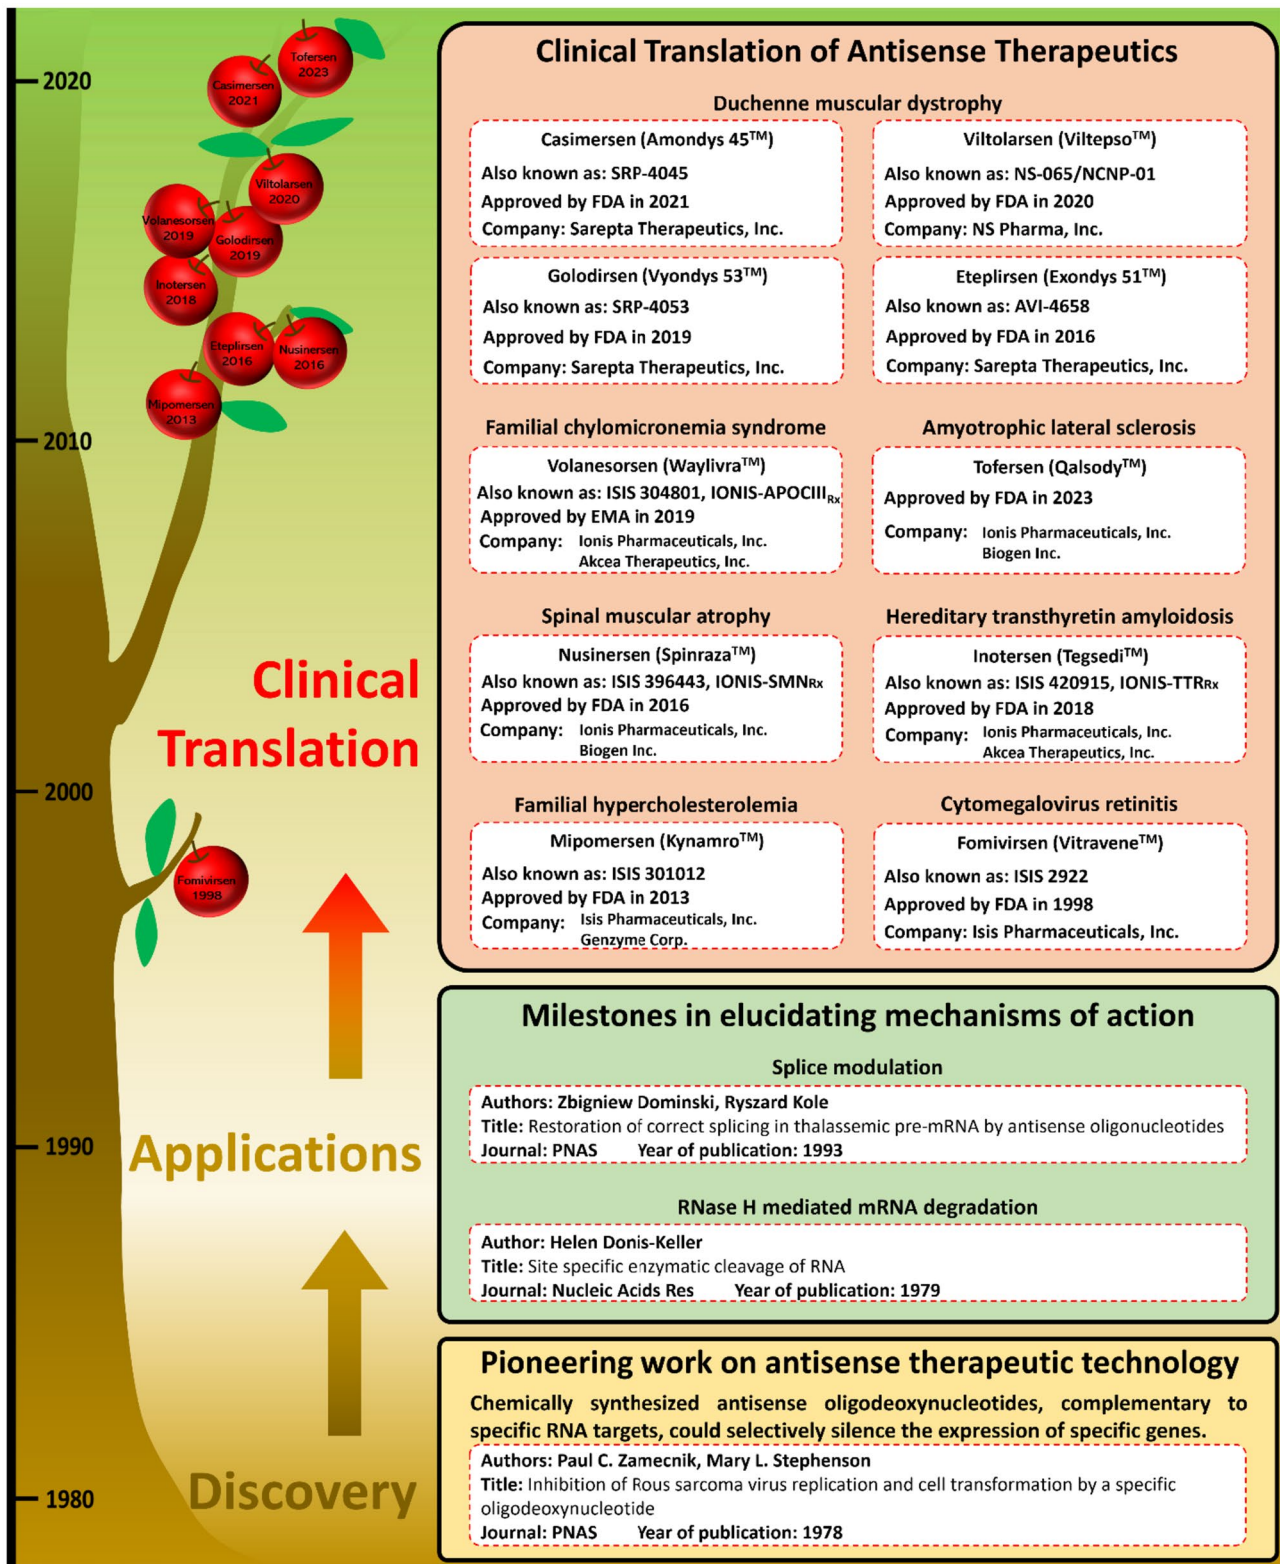 2020
2010
2000
1990
1980
Tofersen
2023
Casimersen
2021
Viltolarsen
2020
Volanesorsen
2019
Golodirsen
2019
Inotersen
2018
Eteplirsen
2016
Nusinersen
2016
Mipomersen
2013
Fomivirsen
1998
Clinical
Translation
Applications
Discovery
Clinical Translation of Antisense Therapeutics
Duchenne muscular dystrophy
Casimersen (Amondys 45™)
Also known as: SRP-4045
Approved by FDA in 2021
Company: Sarepta Therapeutics, Inc.
Viltolarsen (Viltepso™)
Also known as: NS-065/NCNP-01
Approved by FDA in 2020
Company: NS Pharma, Inc.
Golodirsen (Vyondys 53™)
Also known as: SRP-4053
Approved by FDA in 2019
Company: Sarepta Therapeutics, Inc.
Eteplirsen (Exondys 51™)
Also known as: AVI-4658
Approved by FDA in 2016
Company: Sarepta Therapeutics, Inc.
Familial chylomicronemia syndrome
Volanesorsen (Waylivra™)
Also known as: ISIS 304801, IONIS-APOCIIIRx
Approved by EMA in 2019
Company: Ionis Pharmaceuticals, Inc.
Akcea Therapeutics, Inc.
Amyotrophic lateral sclerosis
Tofersen (Qalsody™)
Approved by FDA in 2023
Company: Ionis Pharmaceuticals, Inc.
Biogen Inc.
Spinal muscular atrophy
Nusinersen (Spinraza™)
Also known as: ISIS 396443, IONIS-SMNRx
Approved by FDA in 2016
Company: Ionis Pharmaceuticals, Inc.
Biogen Inc.
Hereditary transthyretin amyloidosis
Inotersen (Tegsedi™)
Also known as: ISIS 420915, IONIS-TTRRx
Approved by FDA in 2018
Company: Ionis Pharmaceuticals, Inc.
Akcea Therapeutics, Inc.
Familial hypercholesterolemia
Mipomersen (Kynamro™)
Also known as: ISIS 301012
Approved by FDA in 2013
Company: Isis Pharmaceuticals, Inc.
Genzyme Corp.
Cytomegalovirus retinitis
Fomivirsen (Vitravene™)
Also known as: ISIS 2922
Approved by FDA in 1998
Company: Isis Pharmaceuticals, Inc.
Milestones in elucidating mechanisms of action
Splice modulation
Authors: Zbigniew Dominski, Ryszard Kole
Title: Restoration of correct splicing in thalassemic pre-mRNA by antisense oligonucleotides
Journal: PNAS Year of publication: 1993
RNase H mediated mRNA degradation
Author: Helen Donis-Keller
Title: Site specific enzymatic cleavage of RNA
Journal: Nucleic Acids Res Year of publication: 1979
Pioneering work on antisense therapeutic technology
Chemically synthesized antisense oligodeoxynucleotides, complementary to
specific RNA targets, could selectively silence the expression of specific genes.
Authors: Paul C. Zamecnik, Mary L. Stephenson
Title: Inhibition of Rous sarcoma virus replication and cell transformation by a specific
oligodeoxynucleotide
Journal: PNAS Year of publication: 1978